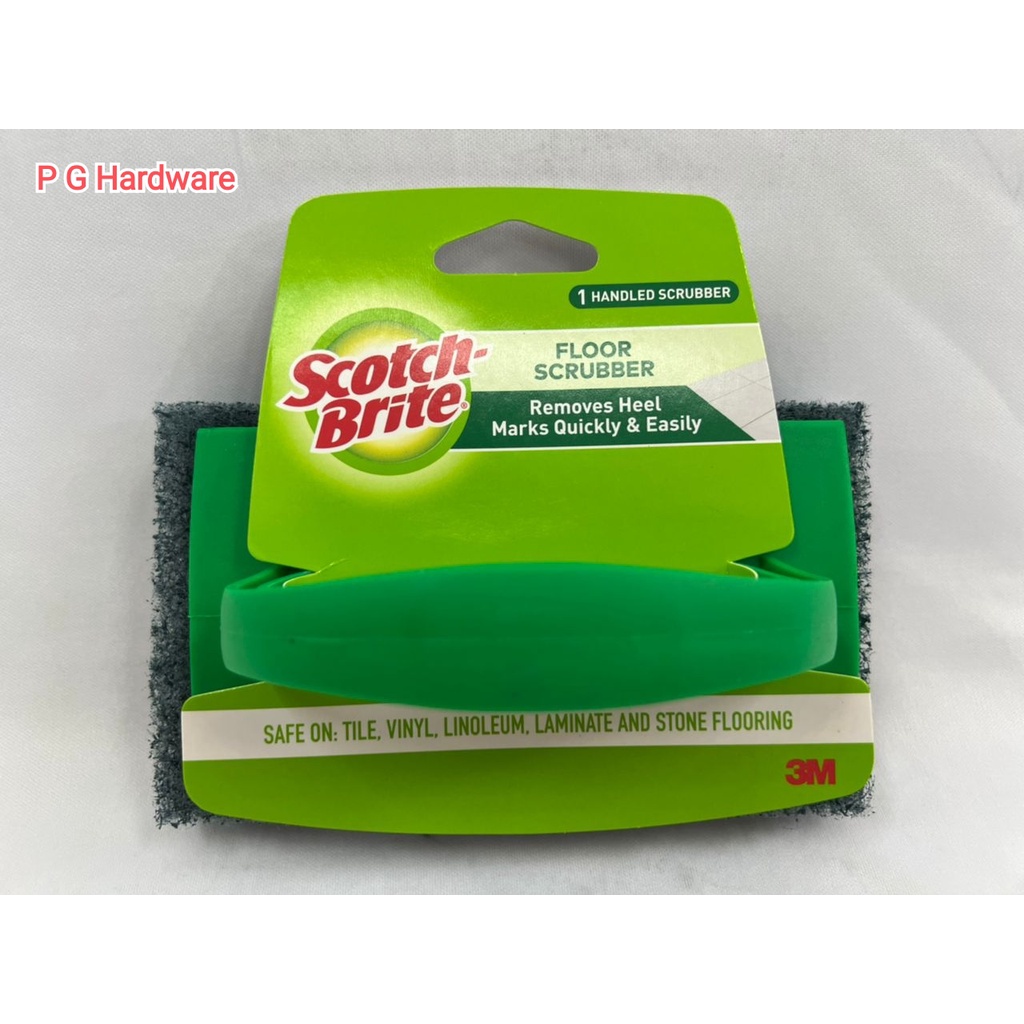 P G Hardware
1 HANDLED SCRUBBER
Scotch-
Brite®
FLOOR
SCRUBBER
Removes Heel
Marks Quickly & Easily
SAFE ON: TILE, VINYL, LINOLEUM, LAMINATE AND STONE FLOORING
3M